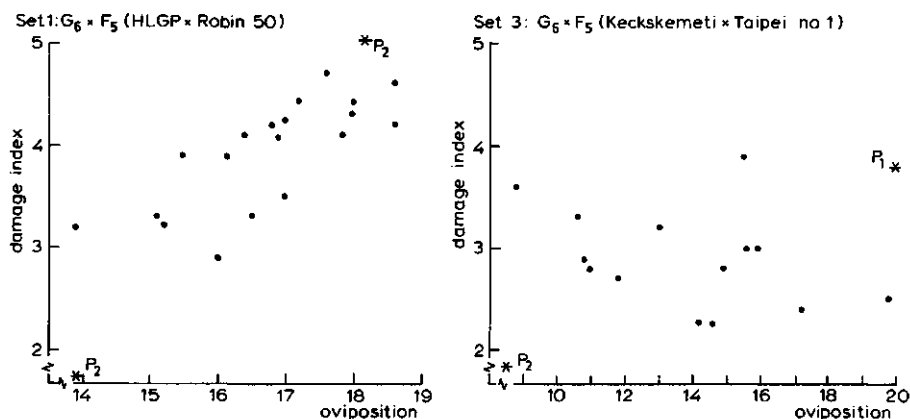 Set 1: G6 × F5 (HLGP × Robin 50)
5
P2
4
damage index
3
2
P2
14 15 16 17 18 19
oviposition
Set 3: G6 × F5 (Keckskemeti × Taipei no 1)
5
4
P1
damage index
3
2
P2
10 12 14 16 18 20
oviposition